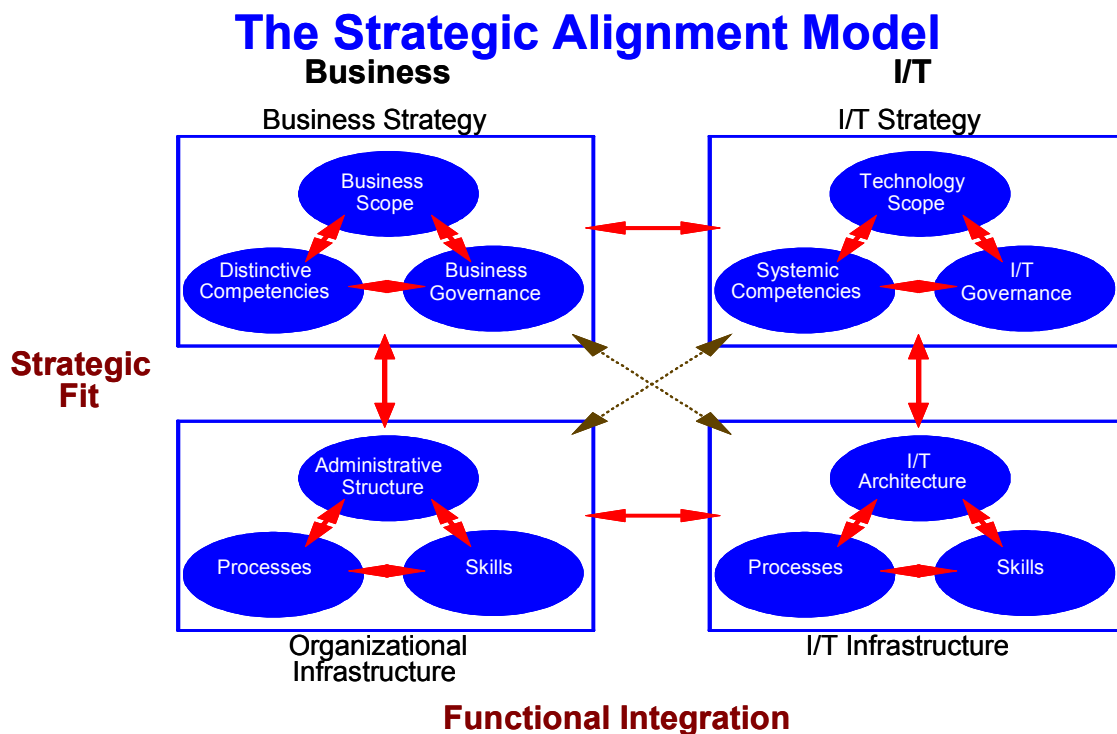 The Strategic Alignment Model
Business
I/T
Business Strategy
I/T Strategy
Business
Scope
Distinctive
Competencies
Business
Governance
Technology
Scope
Systemic
Competencies
I/T
Governance
Strategic
Fit
Administrative
Structure
Processes
Skills
I/T
Architecture
Processes
Skills
Organizational
Infrastructure
I/T Infrastructure
Functional Integration